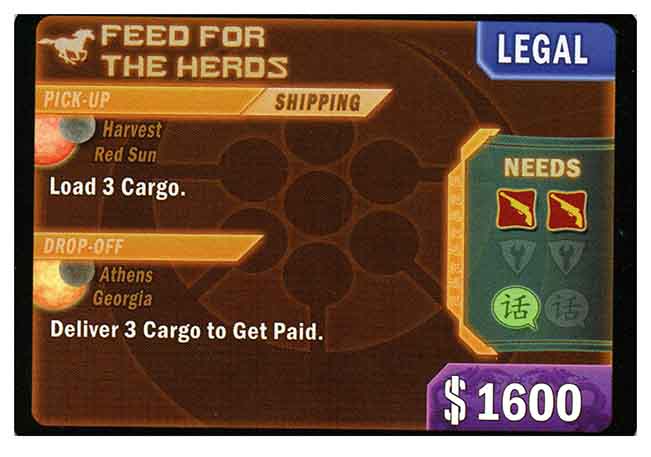 FEED FOR
THE HERDS
LEGAL
PICK-UP
SHIPPING
Harvest
Red Sun
Load 3 Cargo.
NEEDS
话 话
DROP-OFF
Athens
Georgia
Deliver 3 Cargo to Get Paid.
$ 1600